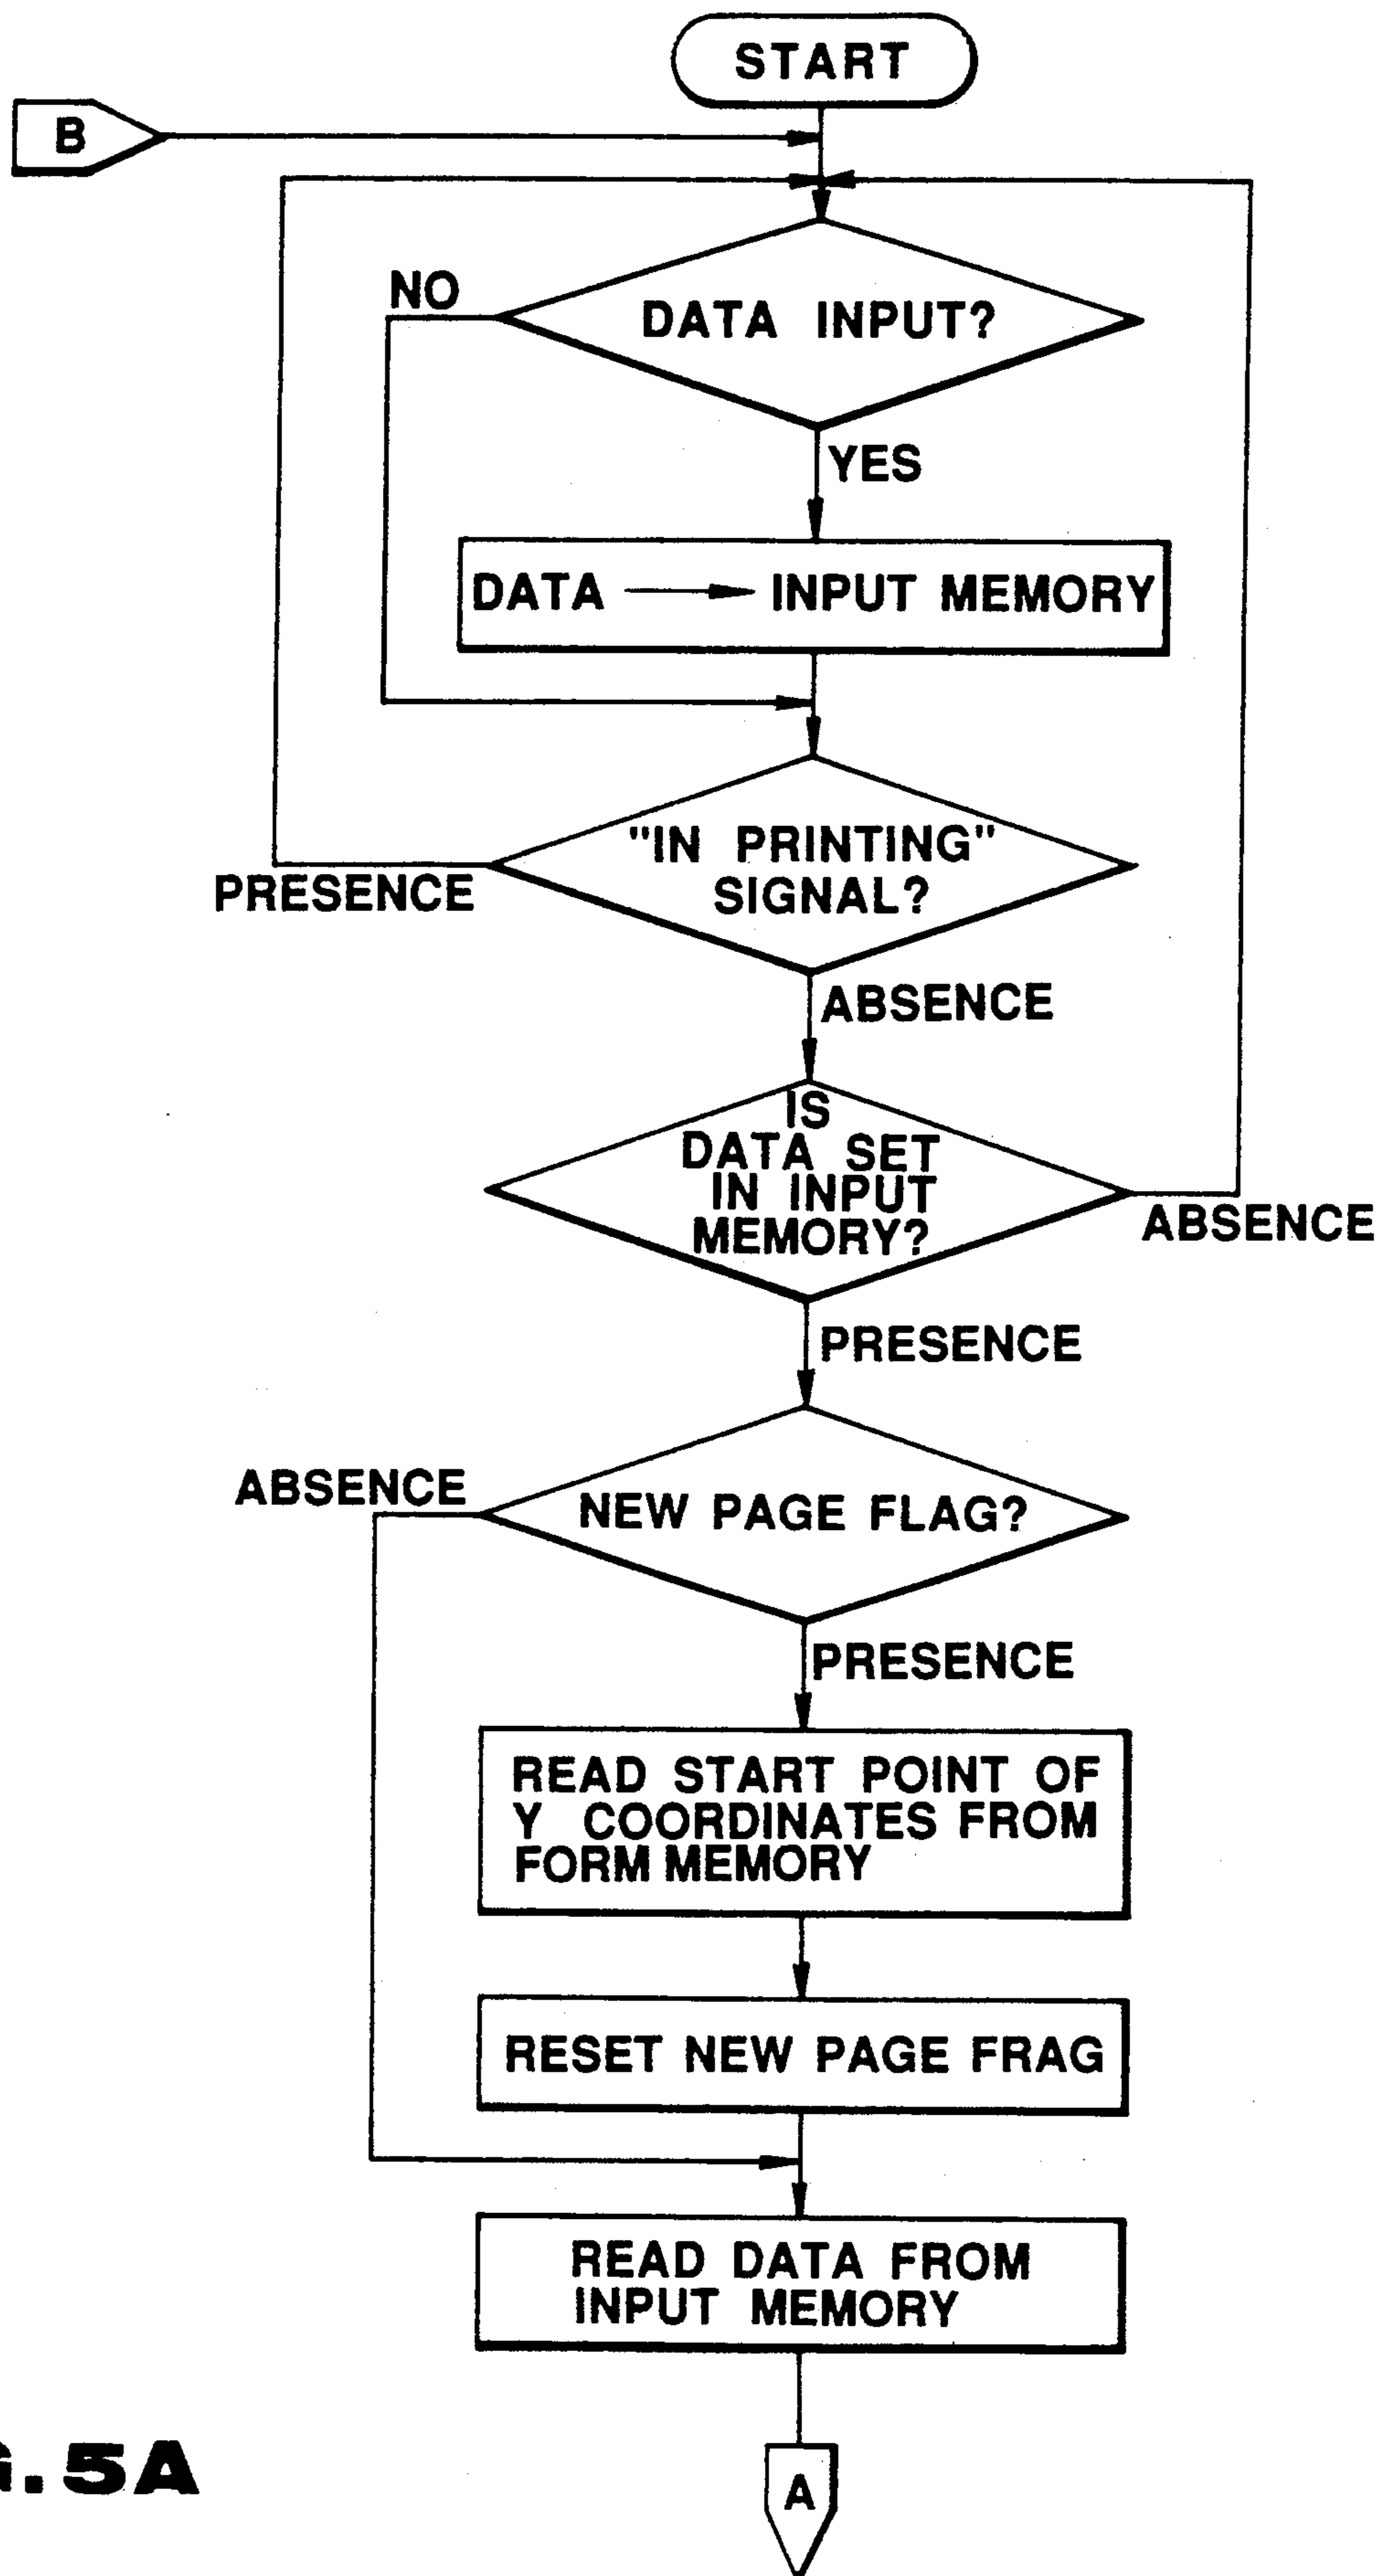 START
B
NO
DATA INPUT?
YES
DATA → INPUT MEMORY
"IN PRINTING"
SIGNAL?
PRESENCE
ABSENCE
IS
DATA SET
IN INPUT
MEMORY?
ABSENCE
PRESENCE
ABSENCE
NEW PAGE FLAG?
PRESENCE
READ START POINT OF
Y COORDINATES FROM
FORM MEMORY
RESET NEW PAGE FRAG
READ DATA FROM
INPUT MEMORY
G.5A
A